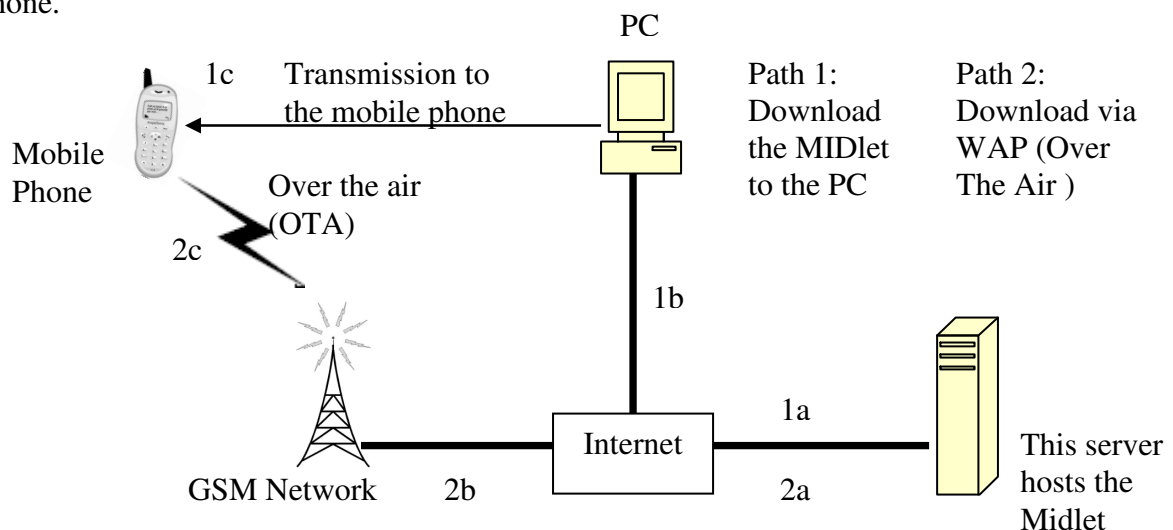 hone.
PC
1c
Transmission to
the mobile phone
Path 1:
Download
the MIDlet
to the PC
Path 2:
Download via
WAP (Over
The Air )
Mobile
Phone
Over the air
(OTA)
2c
1b
1a
Internet
This server
hosts the
Midlet
GSM Network
2b
2a